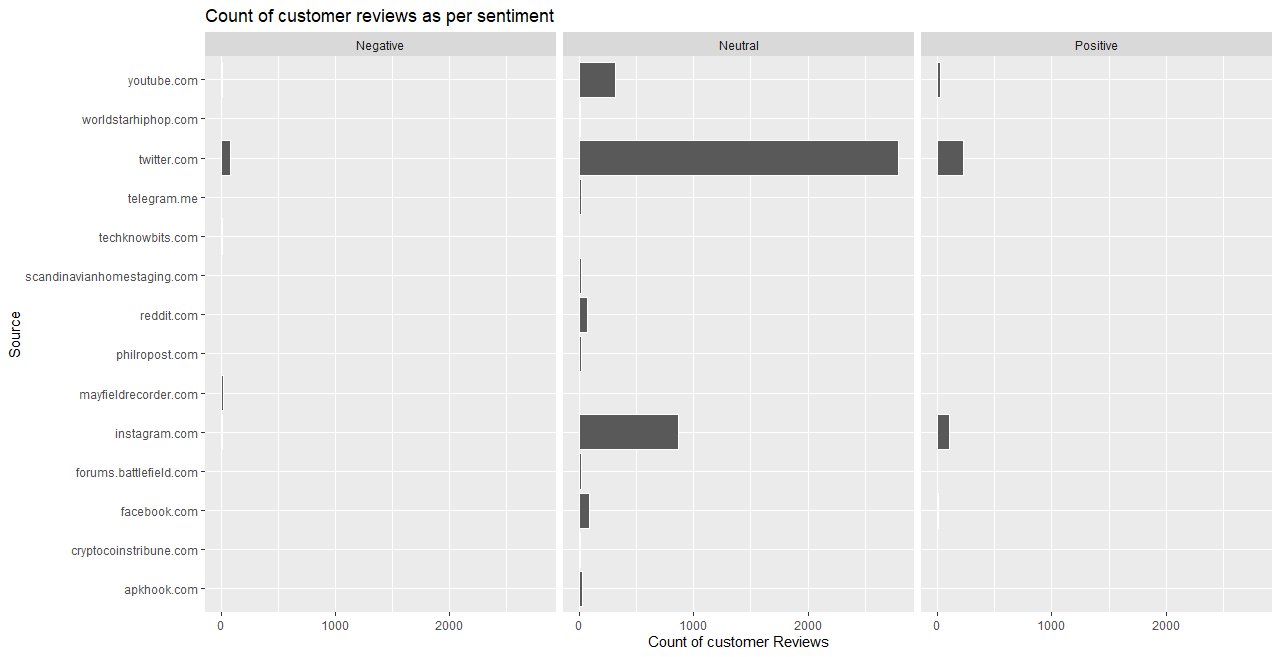 Count of customer reviews as per sentiment
Negative Neutral Positive
youtube.com
worldstarhiphop.com
twitter.com
telegram.me
techknowbits.com
scandinavianhomestaging.com
reddit.com
philropost.com
mayfieldrecorder.com
instagram.com
forums.battlefield.com
facebook.com
cryptocoinstribune.com
apkhook.com
Source
0 1000 2000 0 1000 2000 0 1000 2000
Count of customer Reviews